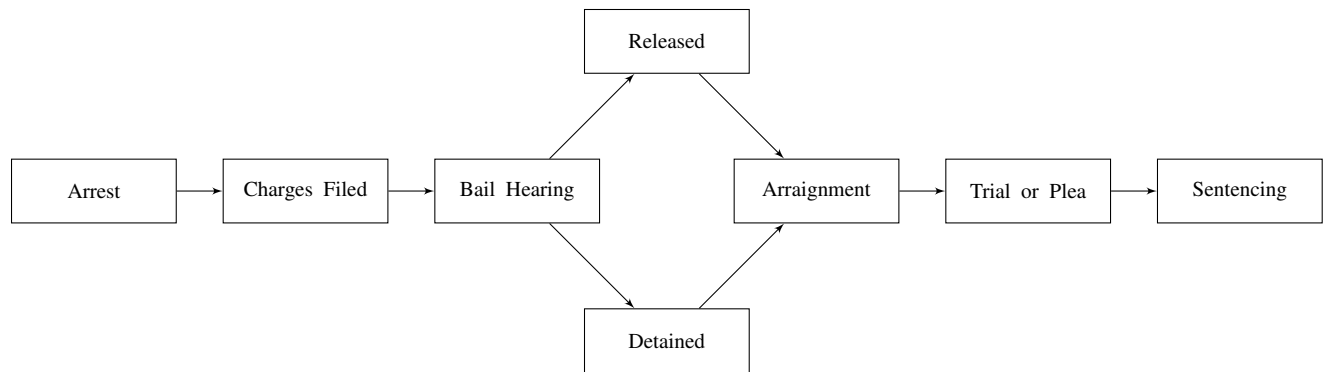 Released
Arrest
Charges Filed
Bail Hearing
Arraignment
Trial or Plea
Sentencing
Detained